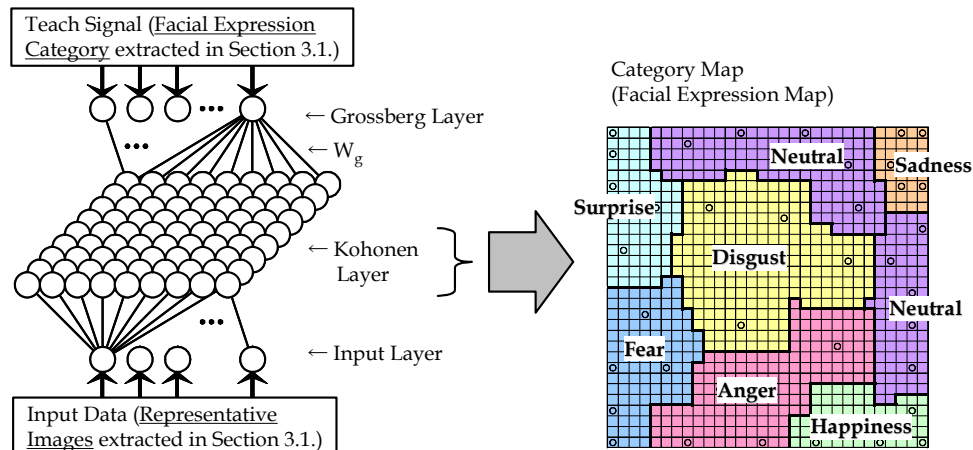 Teach Signal (Facial Expression
Category extracted in Section 3.1.)
← Grossberg Layer
← W_g
← Kohonen
Layer
← Input Layer
Input Data (Representative
Images extracted in Section 3.1.)
Category Map
(Facial Expression Map)
Neutral
Sadness
Surprise
Disgust
Neutral
Fear
Anger
Happiness